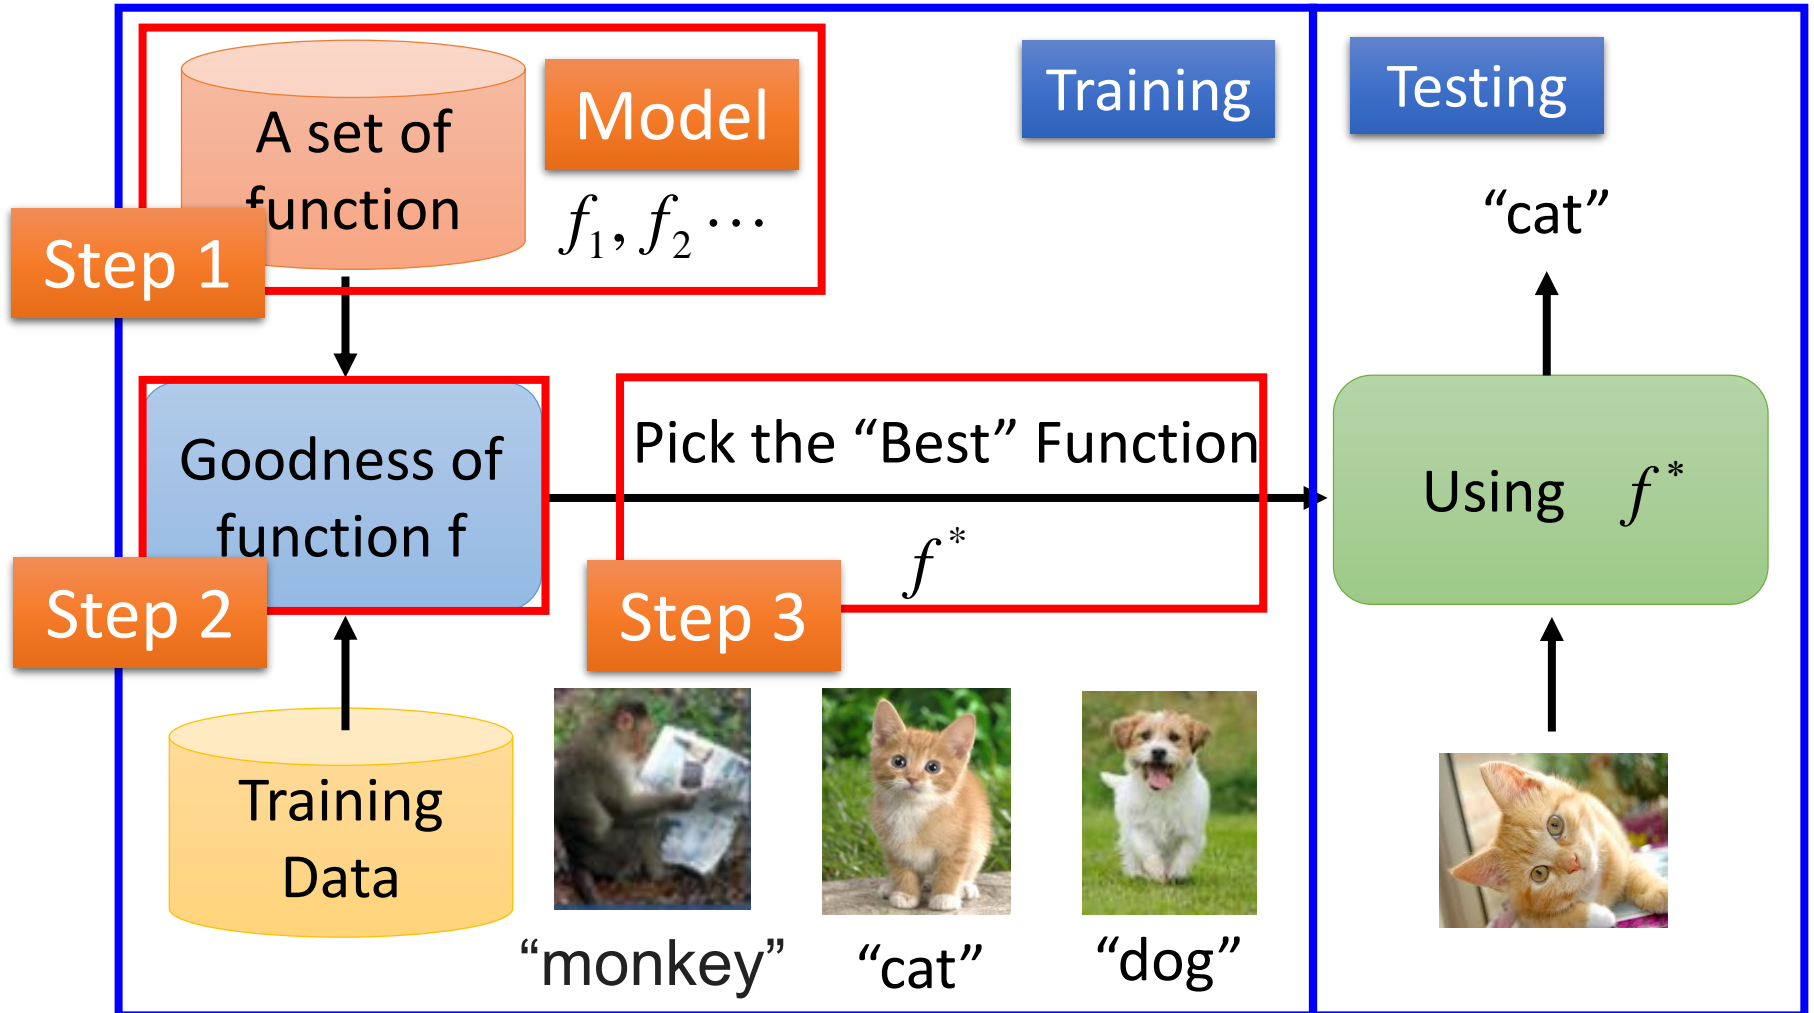 A set of
function
Model
f1, f2 ⋯
Training
Testing
Step 1
"cat"
Goodness of
function f
Pick the “Best” Function
f*
Using f*
Step 2
Step 3
Training
Data
“monkey”
“cat”
“dog”